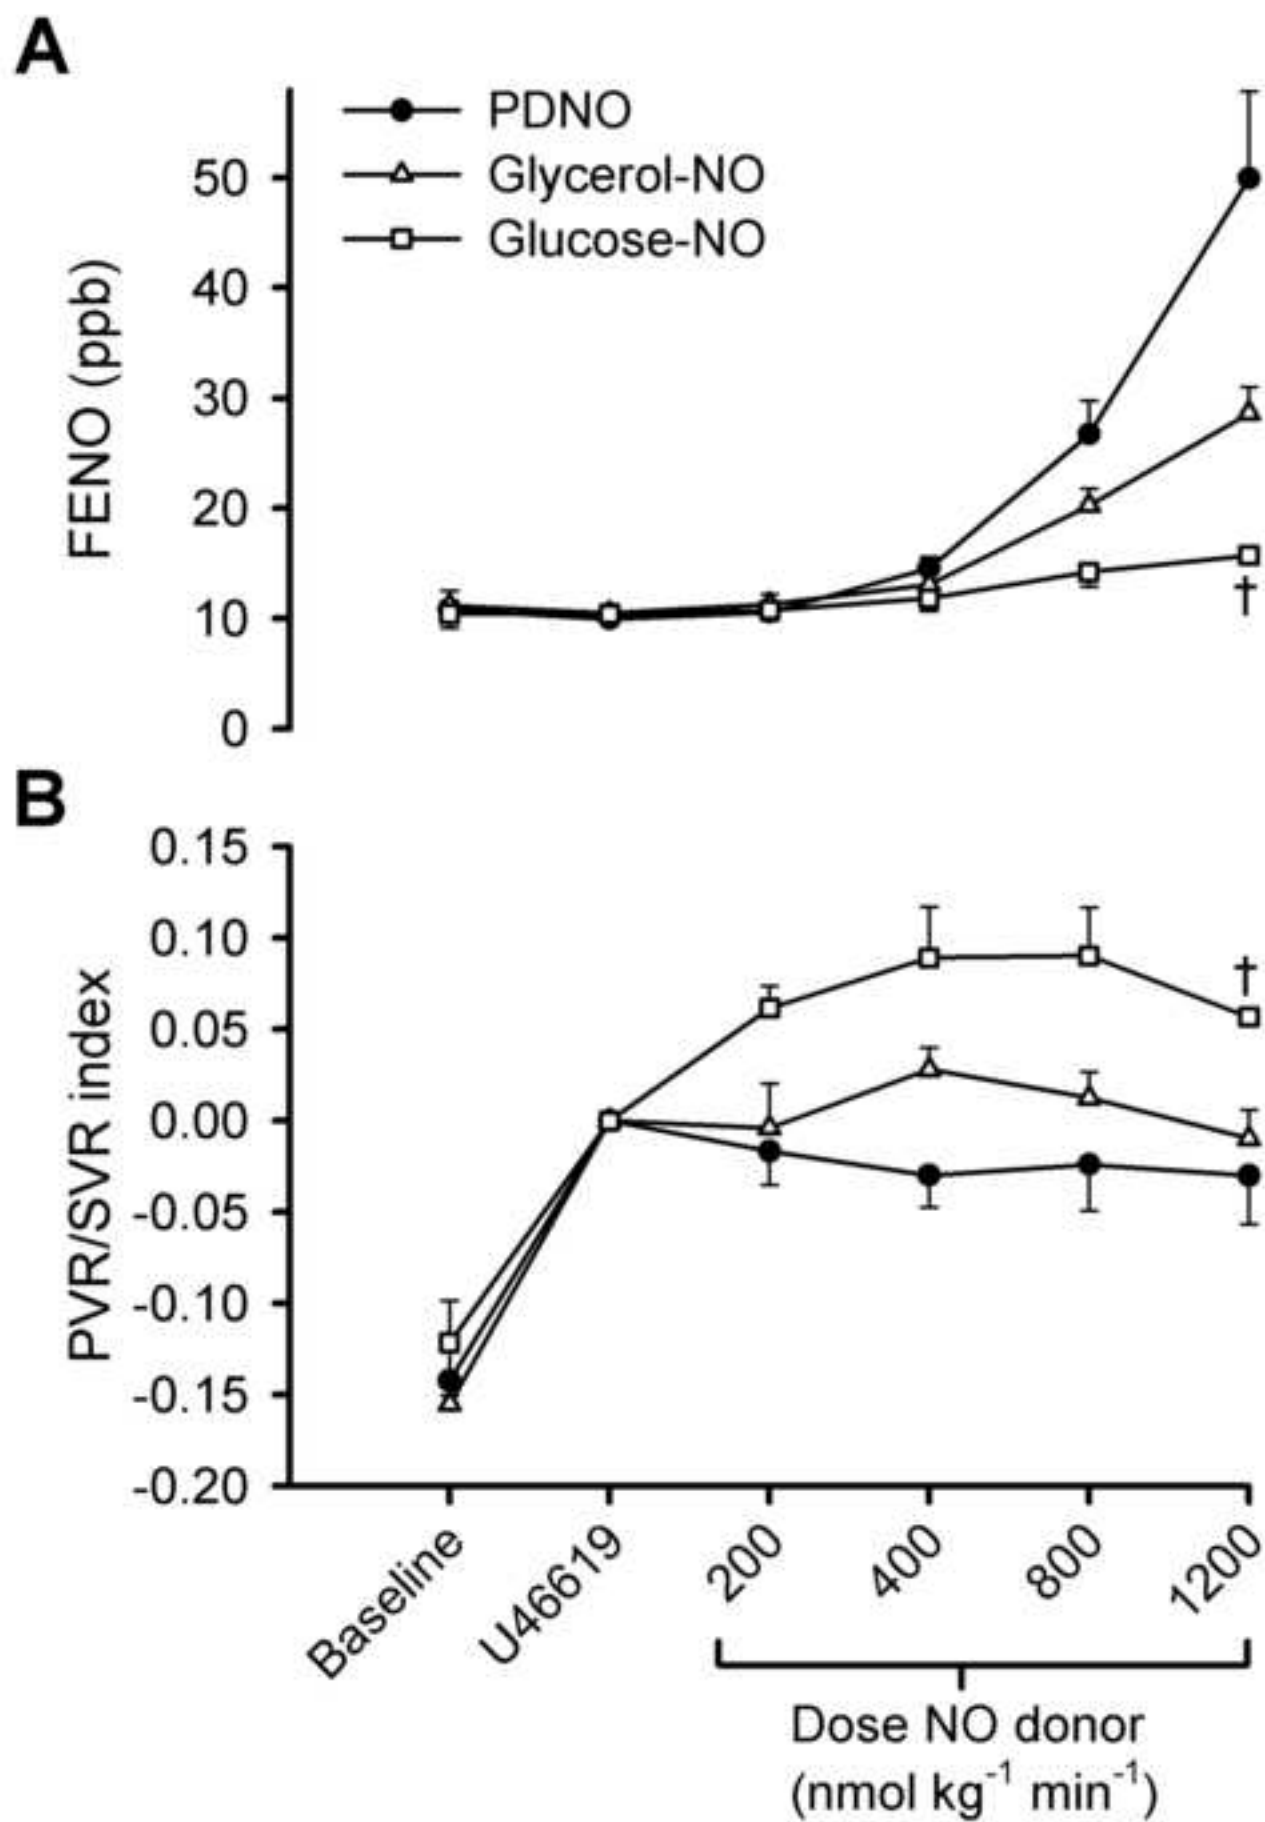 A
PDNO
Glycerol-NO
Glucose-NO
FENO (ppb)
50
40
30
20
10
0
†
B
PVR/SVR index
0.15
0.10
0.05
0.00
-0.05
-0.10
-0.15
-0.20
†
Baseline
U46619
200
400
800
1200
Dose NO donor
(nmol kg⁻¹ min⁻¹)